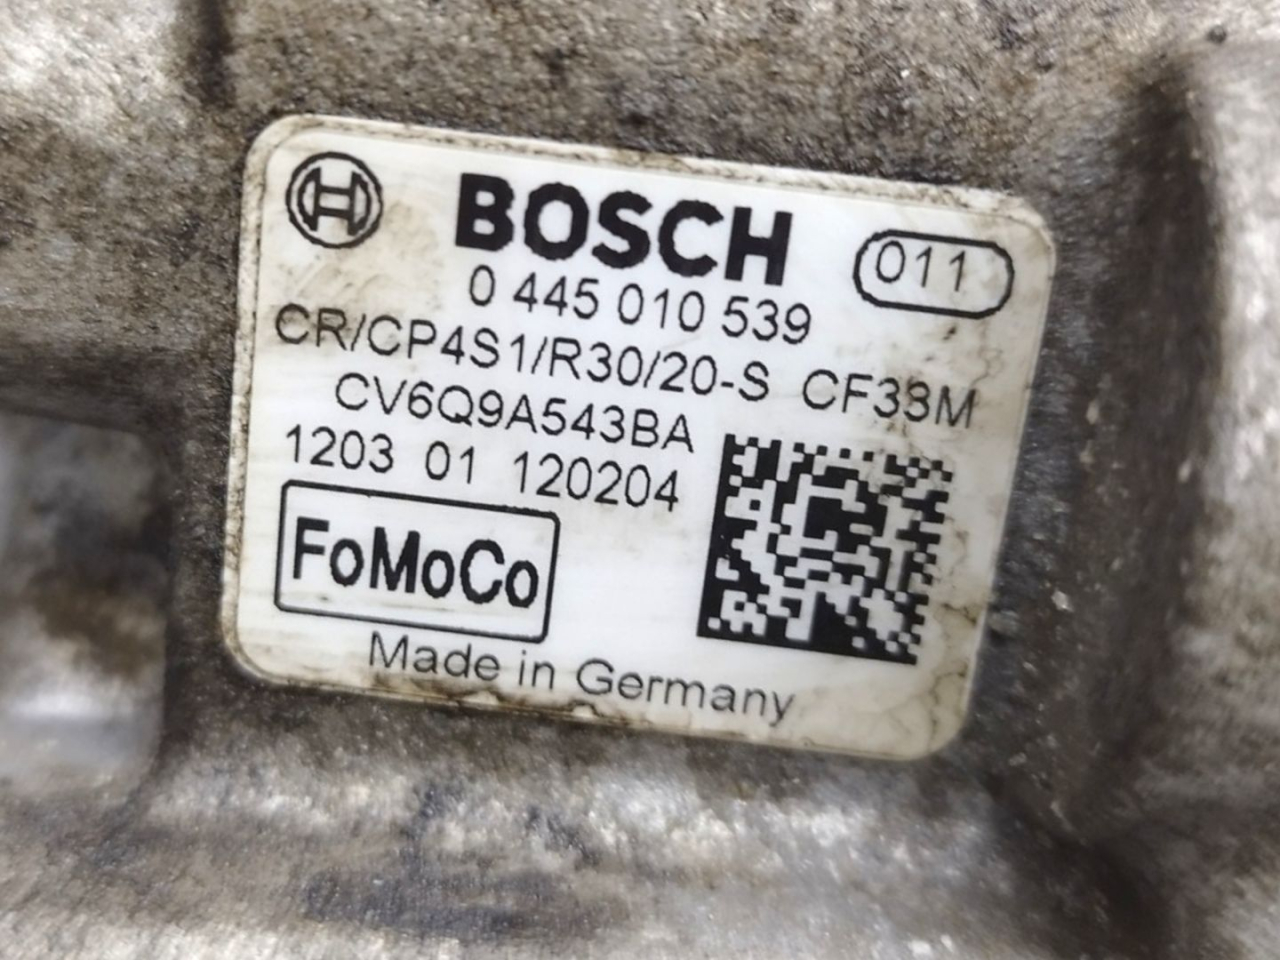 BOSCH
011
0 445 010 539
CR/CP4S1/R30/20-S CF33M
CV6Q9A543BA
1203 01 120204
FoMoCo
Made in Germany